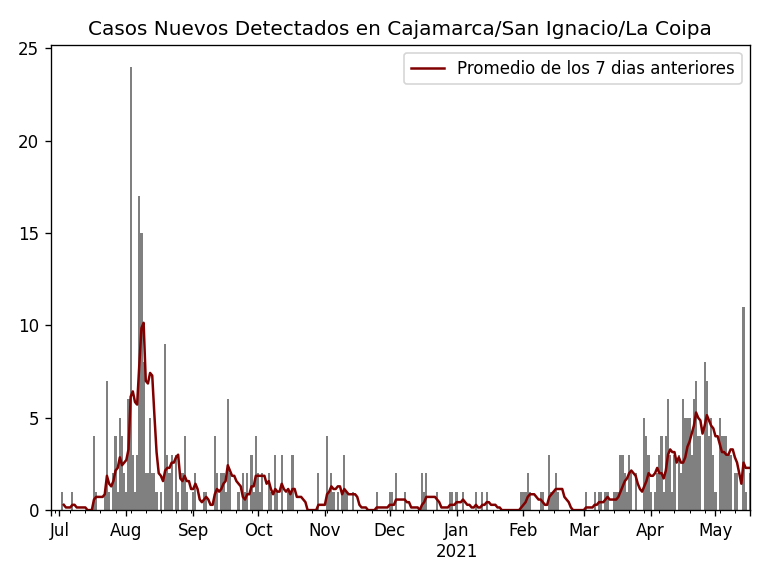 Casos Nuevos Detectados en Cajamarca/San Ignacio/La Coipa
Promedio de los 7 dias anteriores
25
20
15
10
5
0
Jul Aug Sep Oct Nov Dec Jan Feb Mar Apr May
2021